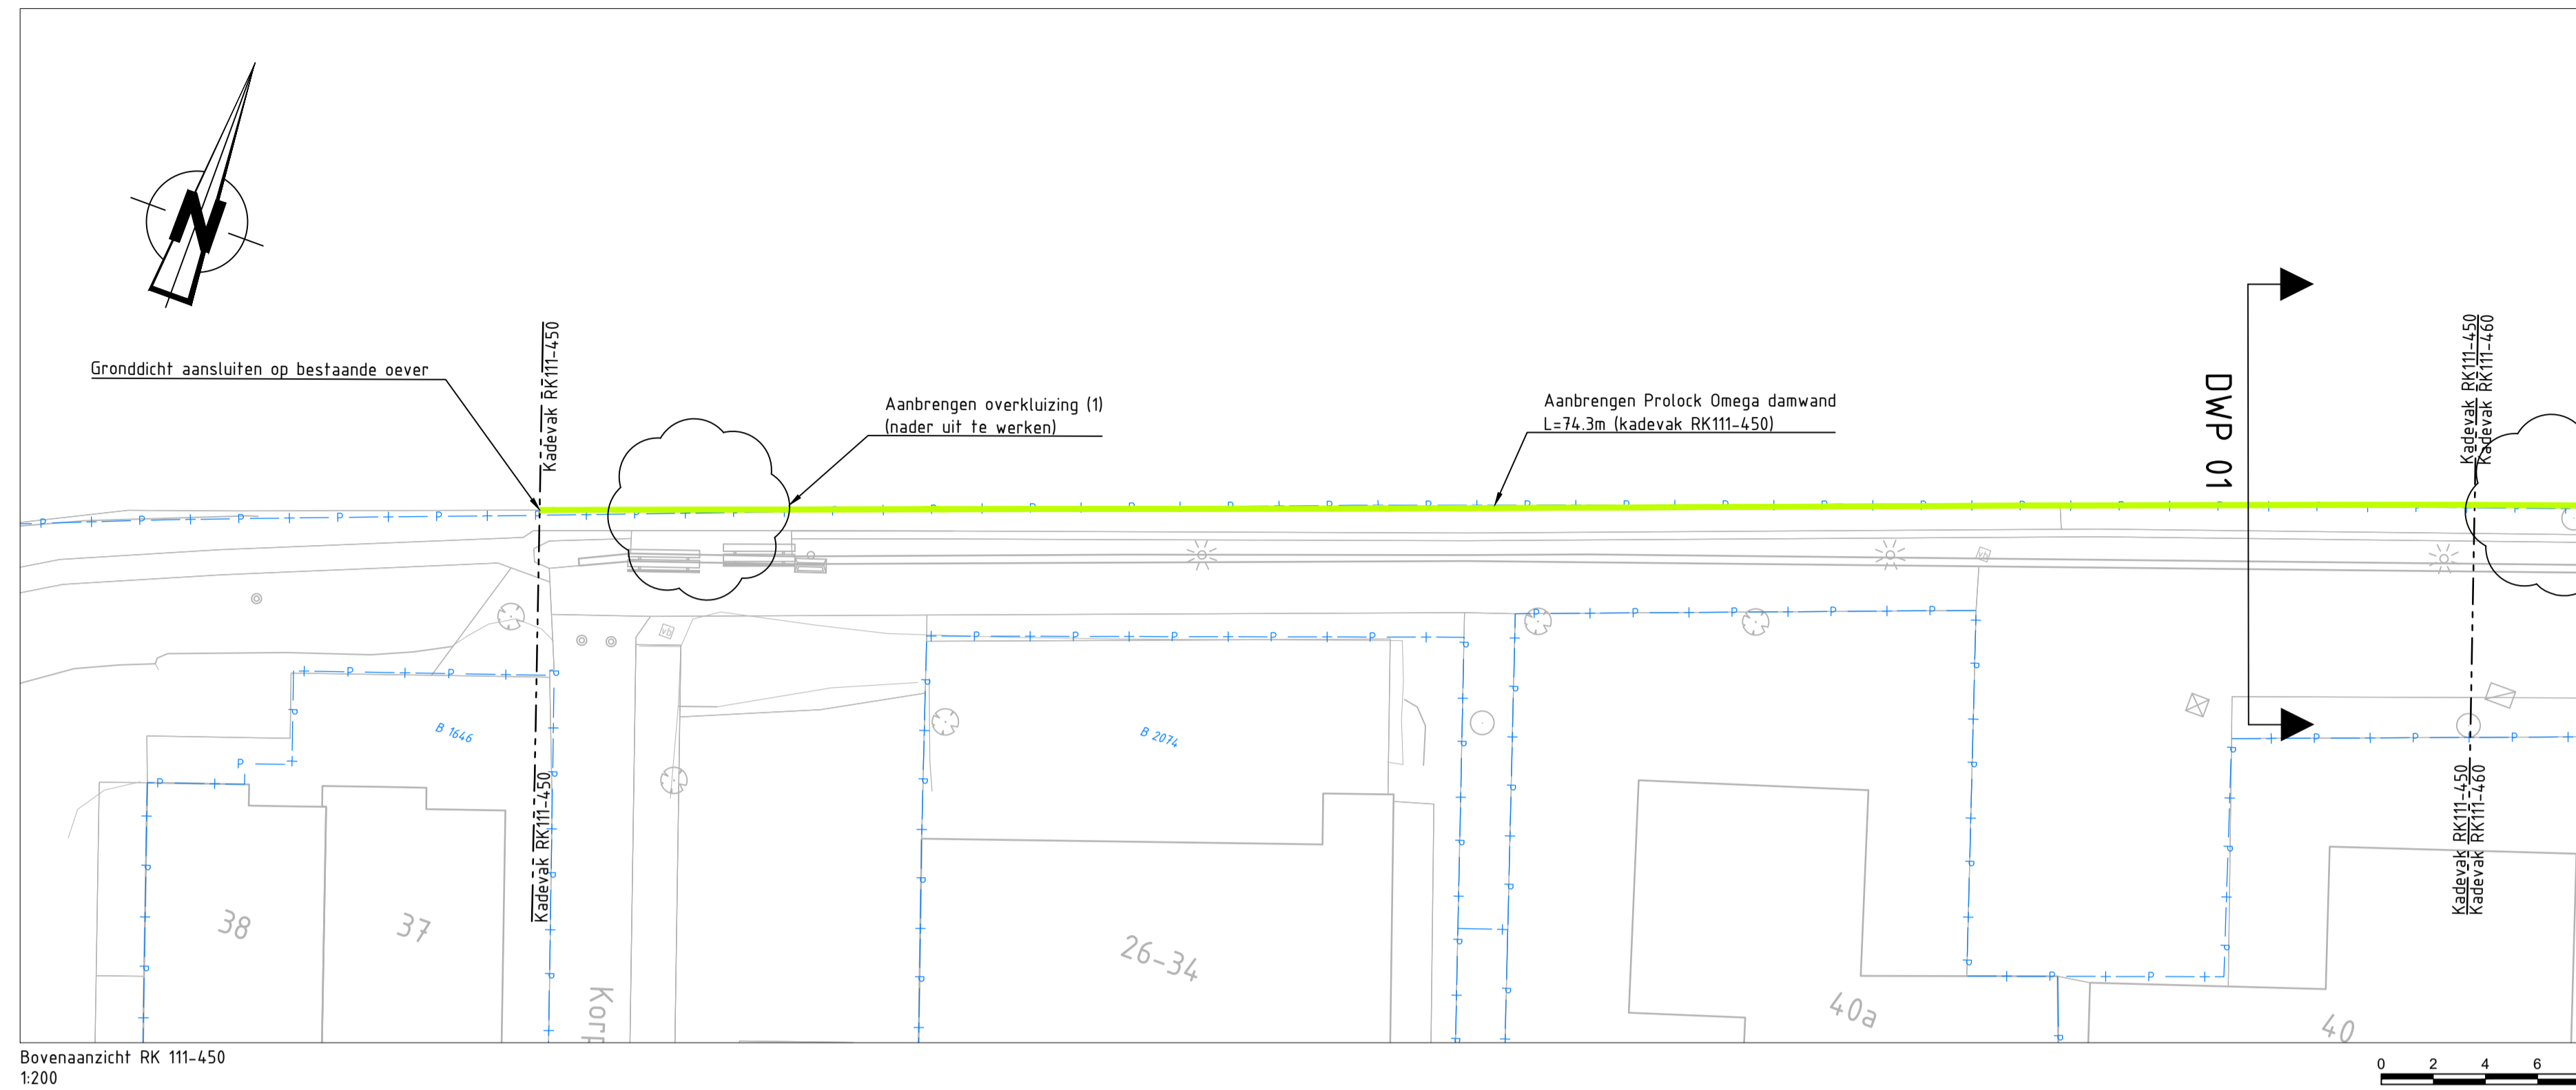 N
Kadevak RK111-450
Kadevak RK111-450
Kadevak RK111-460
Gronddicht aansluiten op bestaande oever
Aanbrengen overkluizing (1)
(nader uit te werken)
Aanbrengen Prolock Omega damwand
L=74.3m (kadevak RK111-450)
DWP 01
vb
vb
B 1646
B 2074
Kadevak RK111-450
Kadevak RK111-450
Kadevak RK111-460
38
37
26-34
40a
40
Bovenaanzicht RK 111-450
1:200
0 2 4 6